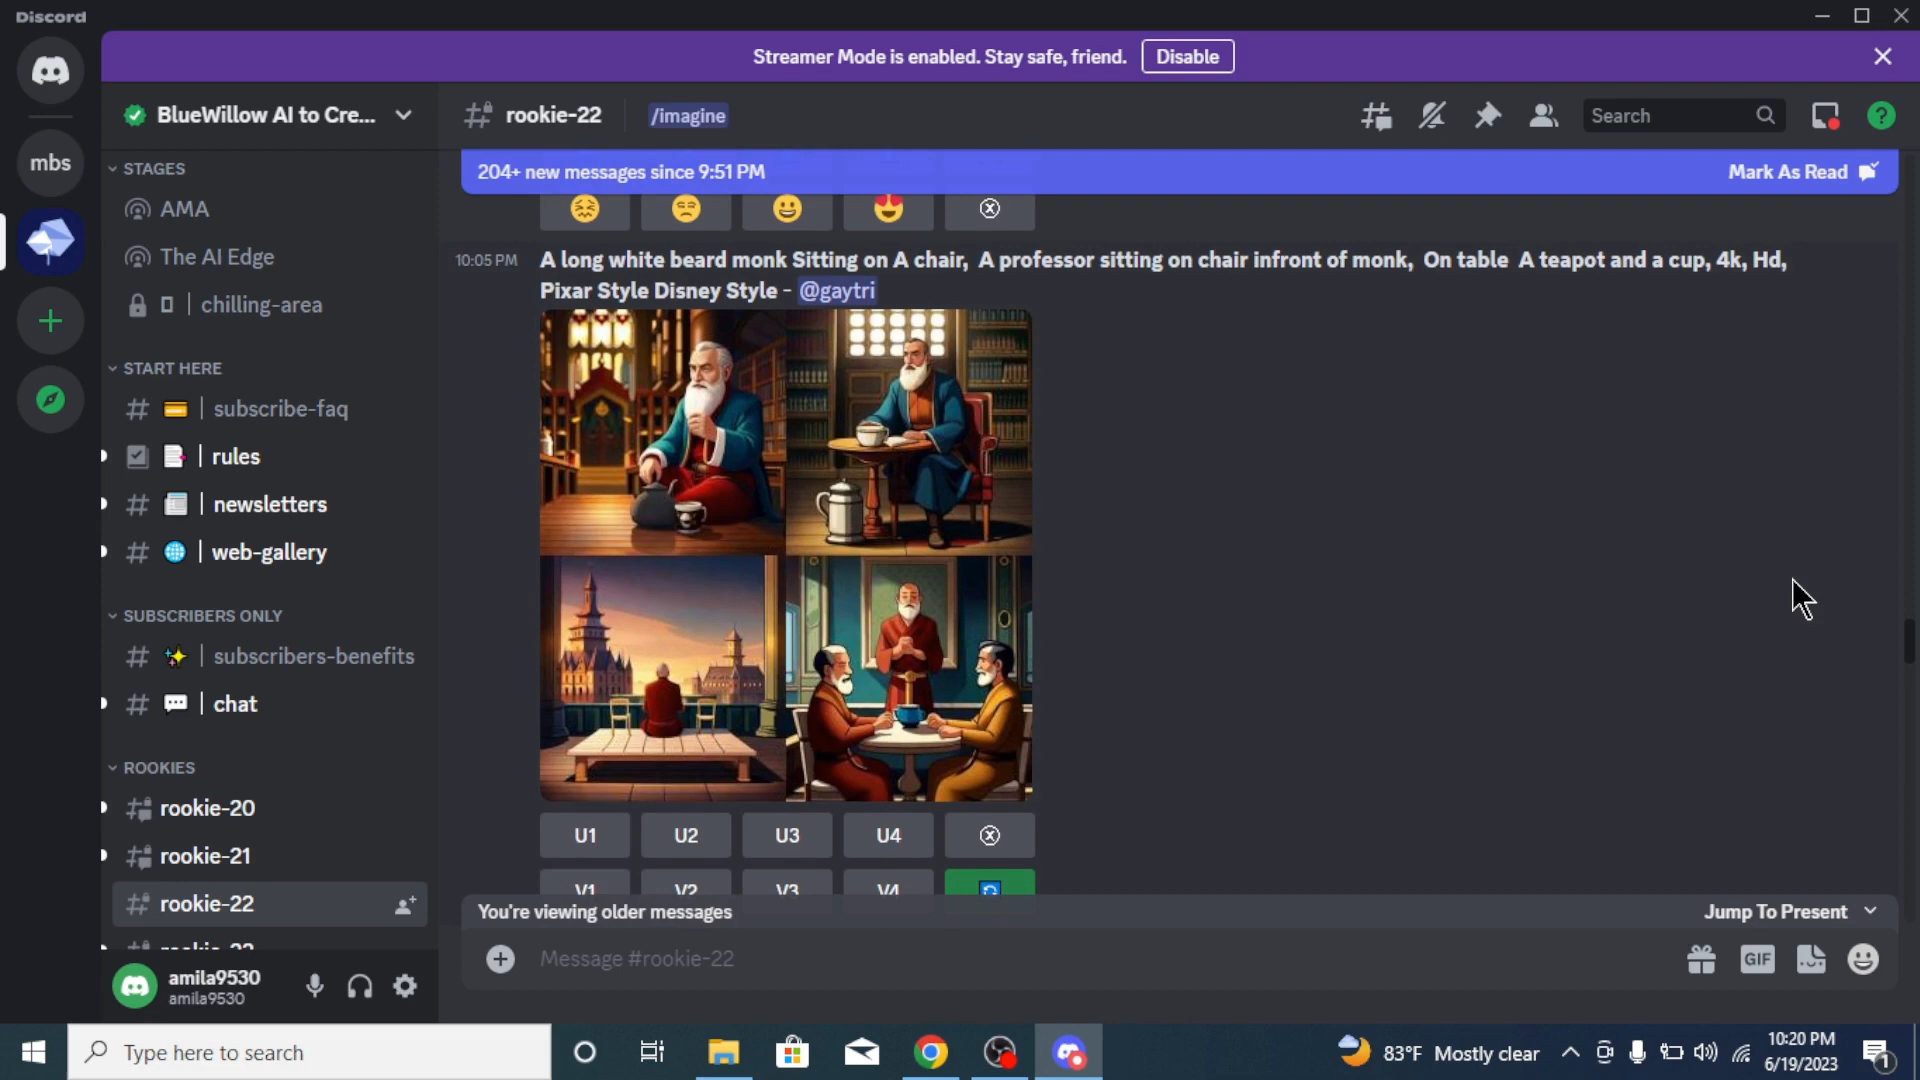 Discord
Streamer Mode is enabled. Stay safe, friend. Disable
BlueWillow AI to Cre...
rookie-22
/imagine
Search
mbs
204+ new messages since 9:51 PM
Mark As Read
STAGES
AMA
The AI Edge
chilling-area
START HERE
subscribe-faq
rules
newsletters
web-gallery
SUBSCRIBERS ONLY
subscribers-benefits
chat
ROOKIES
rookie-20
rookie-21
rookie-22
amila9530
amila9530
10:05 PM A long white beard monk Sitting on A chair, A professor sitting on chair infront of monk, On table A teapot and a cup, 4k, Hd,
Pixar Style Disney Style - @gaytri
U1 U2 U3 U4
V1 V2 V3 V4
You're viewing older messages
Jump To Present
Message #rookie-22
GIF
Type here to search
83°F Mostly clear
10:20 PM
6/19/2023
1